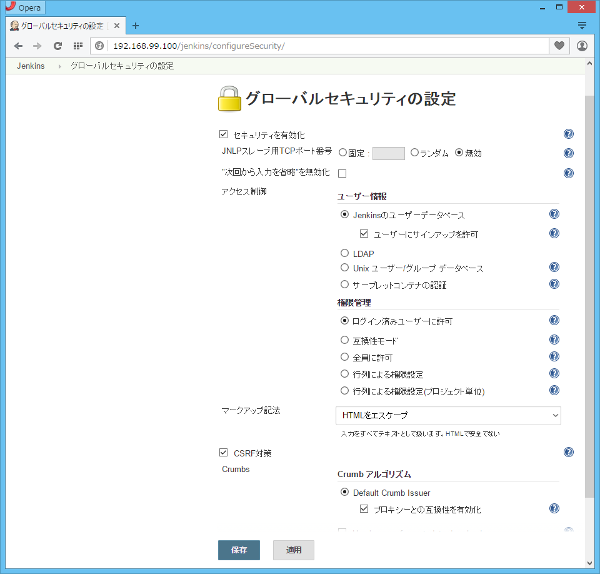 Opera
グローバルセキュリティの設定
192.168.99.100/jenkins/configureSecurity/
Jenkins › グローバルセキュリティの設定
グローバルセキュリティの設定
セキュリティを有効化
JNLPスレーブ用TCPポート番号 固定 : ランダム 無効
"次回から入力を省略"を無効化
アクセス制御
ユーザー情報
Jenkinsのユーザーデータベース
ユーザーにサインアップを許可
LDAP
Unix ユーザー/グループ データベース
サーブレットコンテナの認証
権限管理
ログイン済みユーザーに許可
互換性モード
全員に許可
行列による権限設定
行列による権限設定(プロジェクト単位)
マークアップ記法 HTMLをエスケープ
入力をすべてテキストとして扱います。HTMLで安全でない
CSRF対策
Crumbs
Crumb アルゴリズム
Default Crumb Issuer
プロキシーとの互換性を有効化
保存 適用